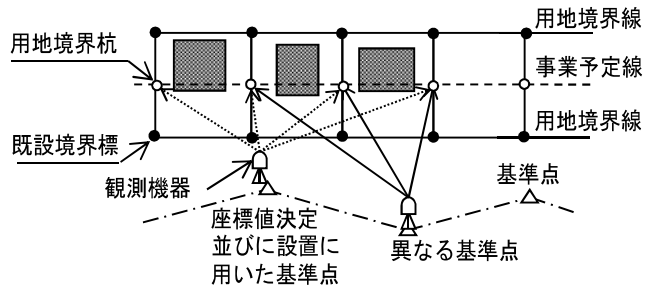 用地境界線
用地境界杭
事業予定線
用地境界線
既設境界標
観測機器
基準点
座標値決定
並びに設置に
用いた基準点
異なる基準点